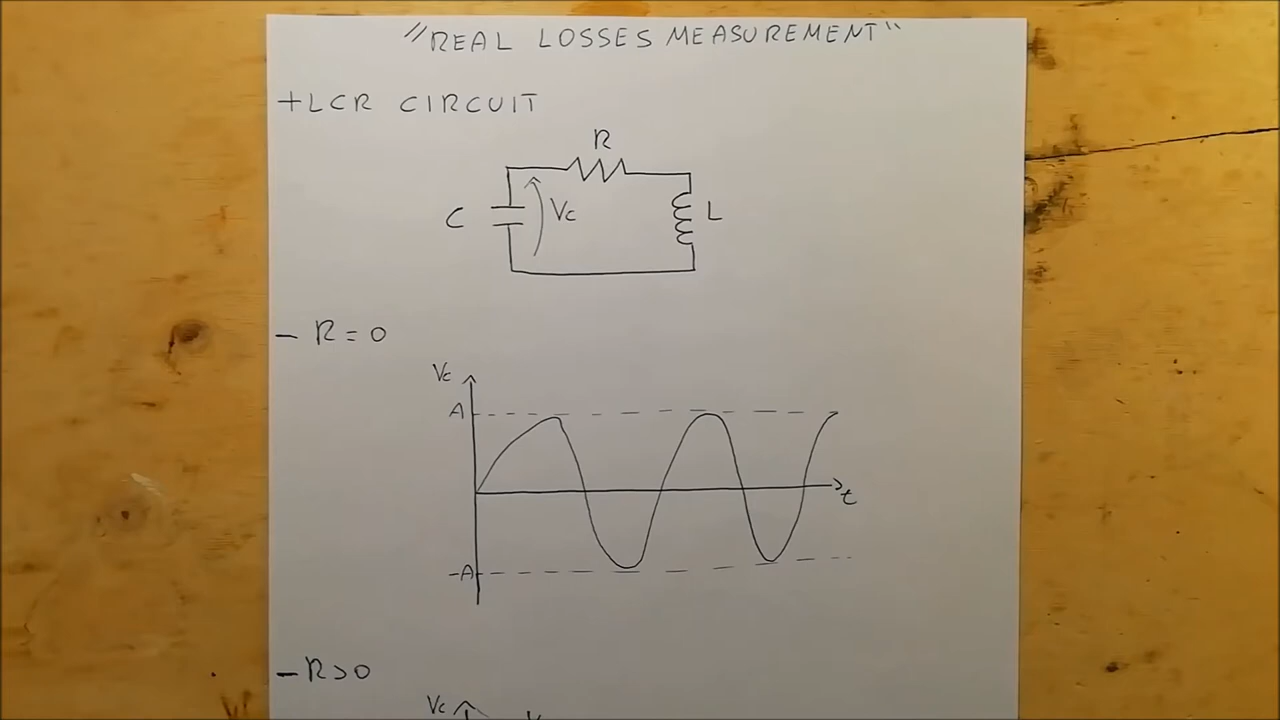 "REAL LOSSES MEASUREMENT"
+LCR CIRCUIT
R
C Vc L
- R = 0
Vc
A
t
-A
- R > 0
Vc